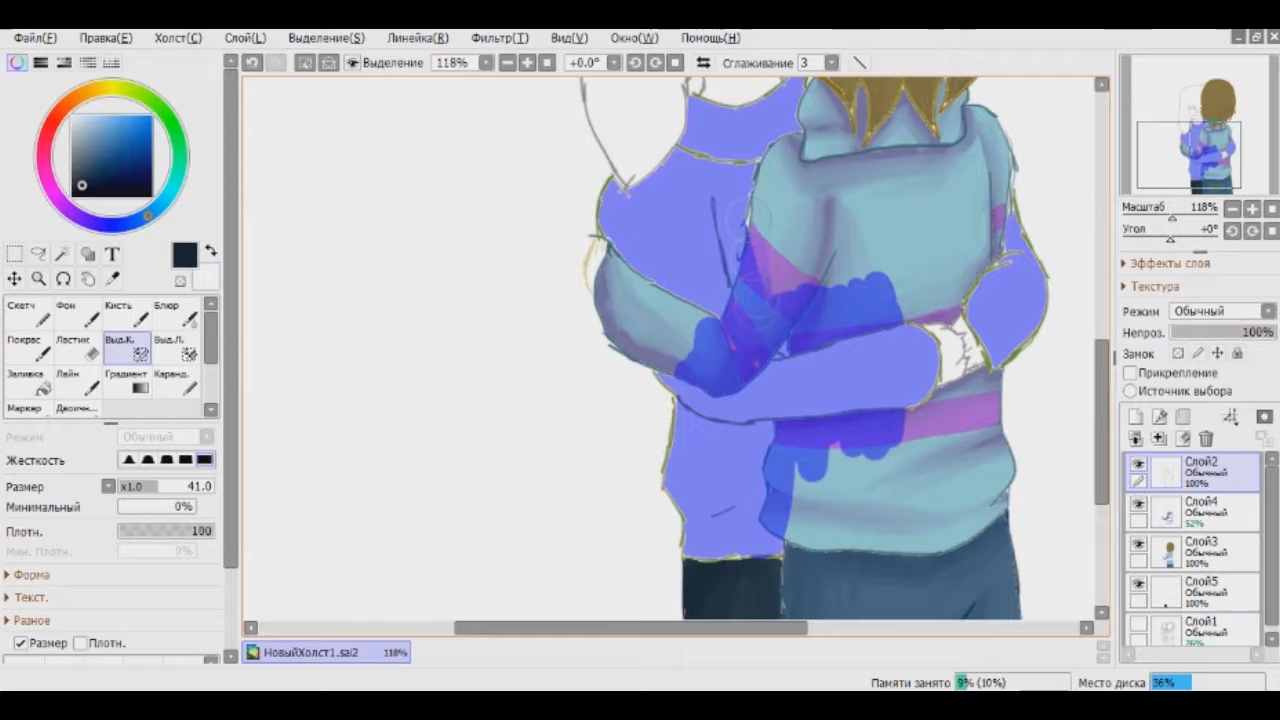 Файл(F) Правка(E) Холст(C) Слой(L) Выделение(S) Линейка(R) Фильтр(T) Вид(V) Окно(W) Помощь(H)
Выделение 118% +0.0° Сглаживание 3
T
Скетч Фон Кисть Блюр
Покрас Ластик Выд.К. Выд.Л.
Заливка Лайн Градиент Каранд.
Маркер Двоичн...
Режим Обычный
Жесткость
Размер x1.0 41.0
Минимальный 0%
Плотн. 100
Мин. Плотн. 0%
Форма
Текст.
Разное
Размер Плотн.
Масштаб 118%
Угол +0°
Эффекты слоя
Текстура
Режим Обычный
Непроз. 100%
Замок
Прикрепление
Источник выбора
Слой2
Обычный
100%
Слой4
Обычный
52%
Слой3
Обычный
100%
Слой5
Обычный
100%
Слой1
Обычный
НовыйХолст1.sai2 118%
Памяти занято 9% (10%) Место диска 36%